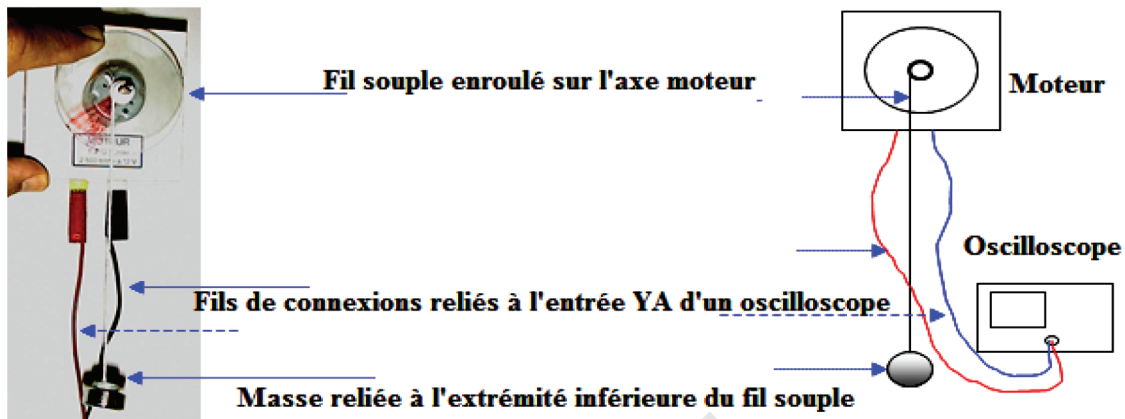 Fil souple enroulé sur l'axe moteur
Moteur
MOTEUR
Oscilloscope
Fils de connexions reliés à l'entrée YA d'un oscilloscope
Masse reliée à l'extrémité inférieure du fil souple